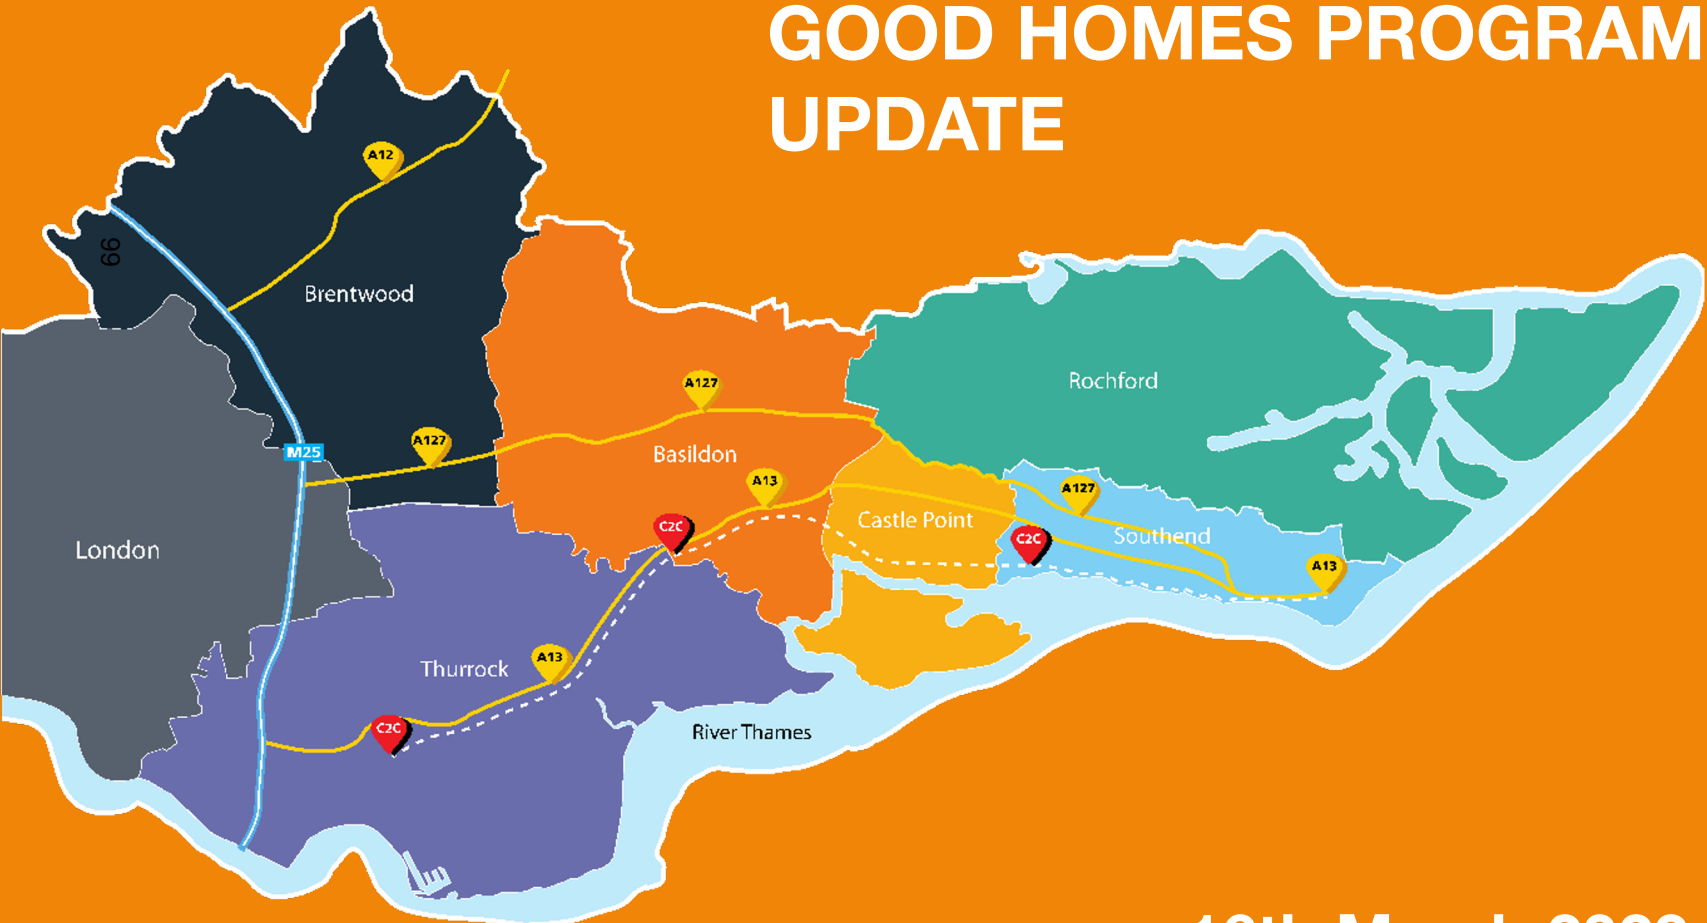 GOOD HOMES PROGRAM
UPDATE
A12
66
Brentwood
Rochford
A127
A127
M25
Basildon
A13
A127
C2C
Castle Point
C2C
Southend
London
A13
Thurrock
A13
C2C
River Thames